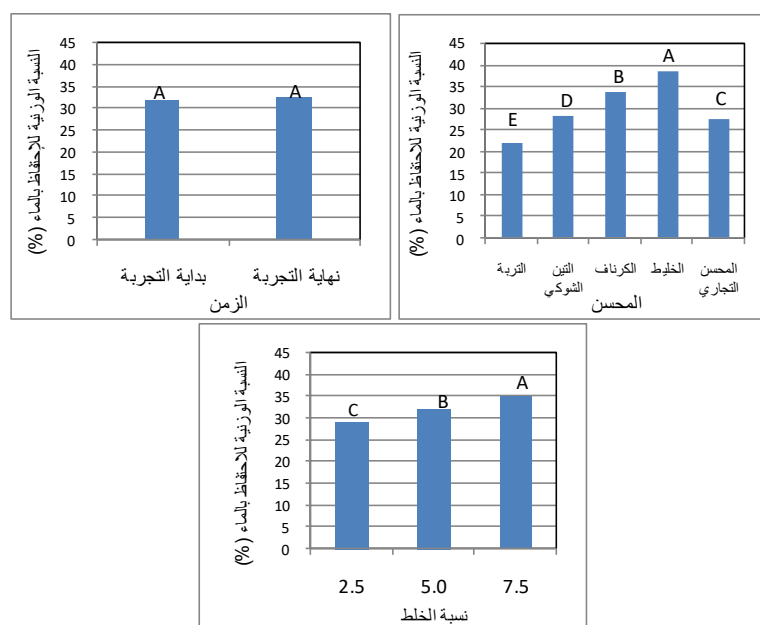 النسبة الوزنية للإحتفاظ بالماء (%)
45
40
35
30
25
20
15
10
5
0
A
A
بداية التجربة
نهاية التجربة
الزمن
النسبة الوزنية للاحتفاظ بالماء (%)
45
40
35
30
25
20
15
10
5
0
E
D
B
A
C
التربة
التين الشوكي
الكرناف
الخليط
المحسن التجاري
المحسن
النسبة الوزنية للاحتفاظ بالماء (%)
45
40
35
30
25
20
15
10
5
0
C
B
A
2.5
5.0
7.5
نسبة الخلط